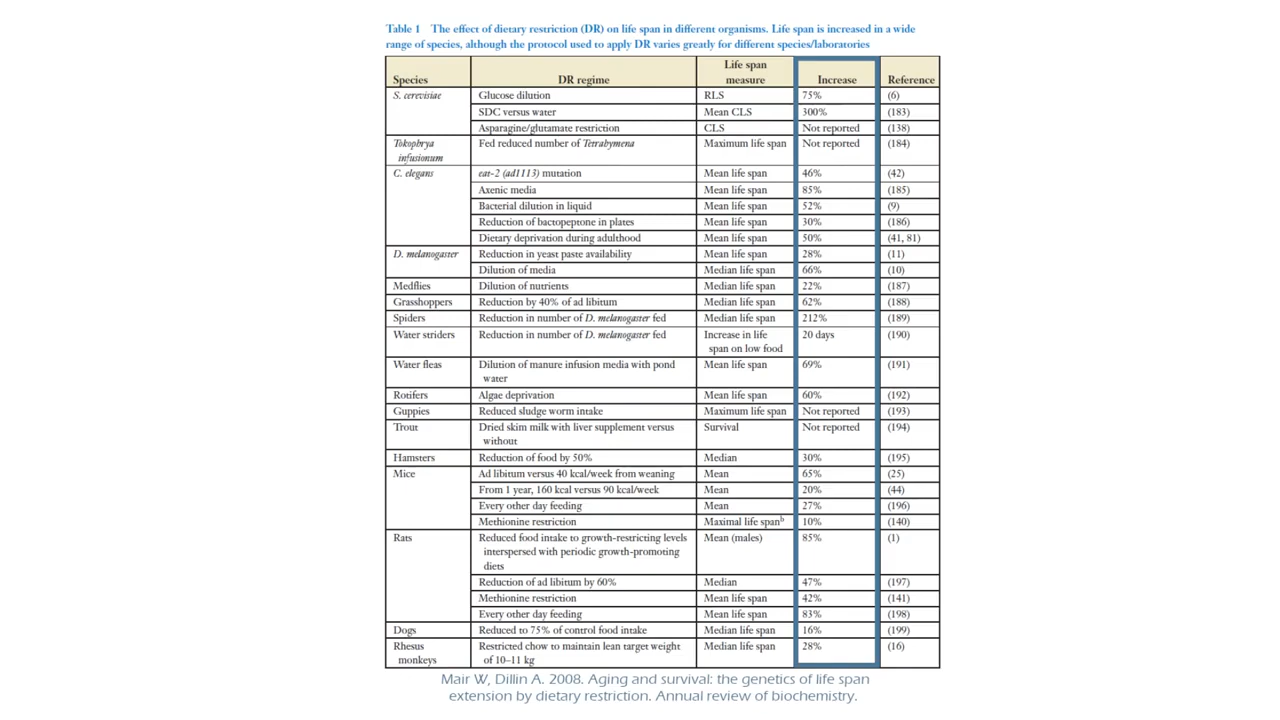 Table 1 The effect of dietary restriction (DR) on life span in different organisms. Life span is increased in a wide
range of species, although the protocol used to apply DR varies greatly for different species/laboratories
Life span
Species DR regime measure Increase Reference
S. cerevisiae Glucose dilution RLS 75% (6)
SDC versus water Mean CLS 300% (183)
Asparagine/glutamate restriction CLS Not reported (138)
Tokophrya Fed reduced number of Tetrahymena Maximum life span Not reported (184)
infusionum
C. elegans eat-2 (ad1113) mutation Mean life span 46% (42)
Axenic media Mean life span 85% (185)
Bacterial dilution in liquid Mean life span 52% (9)
Reduction of bactopeptone in plates Mean life span 30% (186)
Dietary deprivation during adulthood Mean life span 50% (41, 81)
D. melanogaster Reduction in yeast paste availability Mean life span 28% (11)
Dilution of media Median life span 66% (10)
Medflies Dilution of nutrients Median life span 22% (187)
Grasshoppers Reduction by 40% of ad libitum Median life span 62% (188)
Spiders Reduction in number of D. melanogaster fed Median life span 212% (189)
Water striders Reduction in number of D. melanogaster fed Increase in life 20 days (190)
span on low food
Water fleas Dilution of manure infusion media with pond Mean life span 69% (191)
water
Rotifers Algae deprivation Mean life span 60% (192)
Guppies Reduced sludge worm intake Maximum life span Not reported (193)
Trout Dried skim milk with liver supplement versus Survival Not reported (194)
without
Hamsters Reduction of food by 50% Median 30% (195)
Mice Ad libitum versus 40 kcal/week from weaning Mean 65% (25)
From 1 year, 160 kcal versus 90 kcal/week Mean 20% (44)
Every other day feeding Mean 27% (196)
Methionine restriction Maximal life spanᵇ 10% (140)
Rats Reduced food intake to growth-restricting levels Mean (males) 85% (1)
interspersed with periodic growth-promoting
diets
Reduction of ad libitum by 60% Median 47% (197)
Methionine restriction Mean life span 42% (141)
Every other day feeding Mean life span 83% (198)
Dogs Reduced to 75% of control food intake Median life span 16% (199)
Rhesus Restricted chow to maintain lean target weight Median life span 28% (16)
monkeys of 10–11 kg
Mair W, Dillin A. 2008. Aging and survival: the genetics of life span
extension by dietary restriction. Annual review of biochemistry.